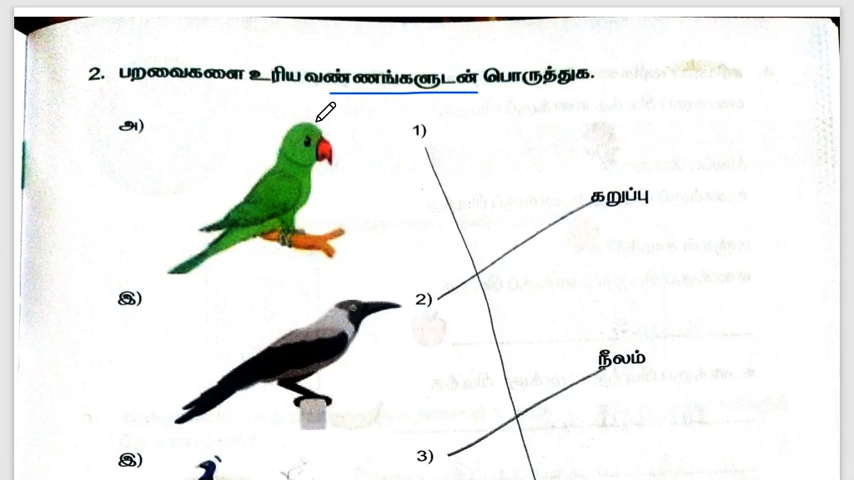 2. பறவைகளை உரிய வண்ணங்களுடன் பொருத்துக.
அ)
1)
கறுப்பு
இ)
2)
நீலம்
இ)
3)